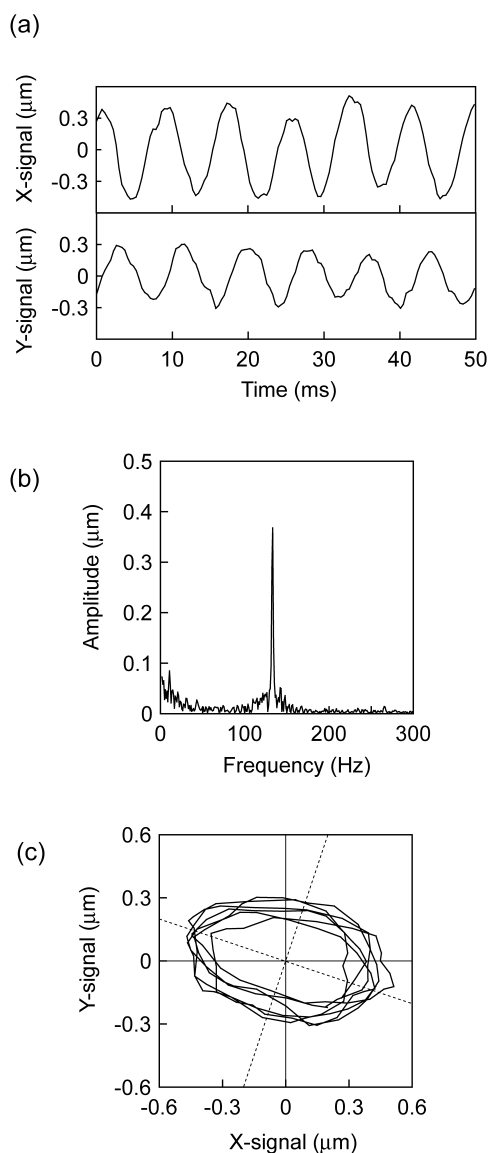 (a)
X-signal (μm)
0.3
0
-0.3
Y-signal (μm)
0.3
0
-0.3
0 10 20 30 40 50
Time (ms)
(b)
Amplitude (μm)
0.5
0.4
0.3
0.2
0.1
0
0 100 200 300
Frequency (Hz)
(c)
Y-signal (μm)
0.6
0.3
0
-0.3
-0.6
-0.6 -0.3 0 0.3 0.6
X-signal (μm)